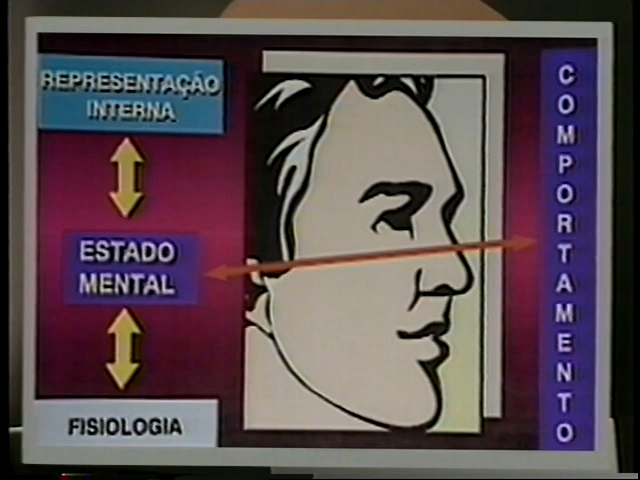 REPRESENTAÇÃO
INTERNA
ESTADO
MENTAL
FISIOLOGIA
COMPORTAMENTO